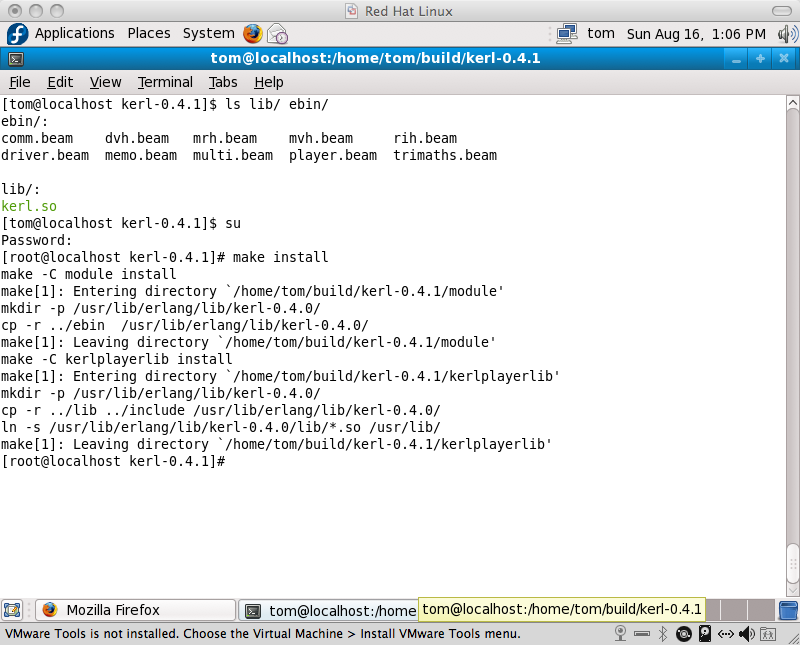 Red Hat Linux
Applications Places System tom Sun Aug 16, 1:06 PM
tom@localhost:/home/tom/build/kerl-0.4.1
File Edit View Terminal Tabs Help
[tom@localhost kerl-0.4.1]$ ls lib/ ebin/
ebin/:
comm.beam dvh.beam mrh.beam mvh.beam rih.beam
driver.beam memo.beam multi.beam player.beam trimaths.beam
lib/:
kerl.so
[tom@localhost kerl-0.4.1]$ su
Password:
[root@localhost kerl-0.4.1]# make install
make -C module install
make[1]: Entering directory `/home/tom/build/kerl-0.4.1/module'
mkdir -p /usr/lib/erlang/lib/kerl-0.4.0/
cp -r ../ebin  /usr/lib/erlang/lib/kerl-0.4.0/
make[1]: Leaving directory `/home/tom/build/kerl-0.4.1/module'
make -C kerlplayerlib install
make[1]: Entering directory `/home/tom/build/kerl-0.4.1/kerlplayerlib'
mkdir -p /usr/lib/erlang/lib/kerl-0.4.0/
cp -r ../lib ../include /usr/lib/erlang/lib/kerl-0.4.0/
ln -s /usr/lib/erlang/lib/kerl-0.4.0/lib/*.so /usr/lib/
make[1]: Leaving directory `/home/tom/build/kerl-0.4.1/kerlplayerlib'
[root@localhost kerl-0.4.1]#
Mozilla Firefox tom@localhost:/home tom@localhost:/home/tom/build/kerl-0.4.1
VMware Tools is not installed. Choose the Virtual Machine > Install VMware Tools menu.